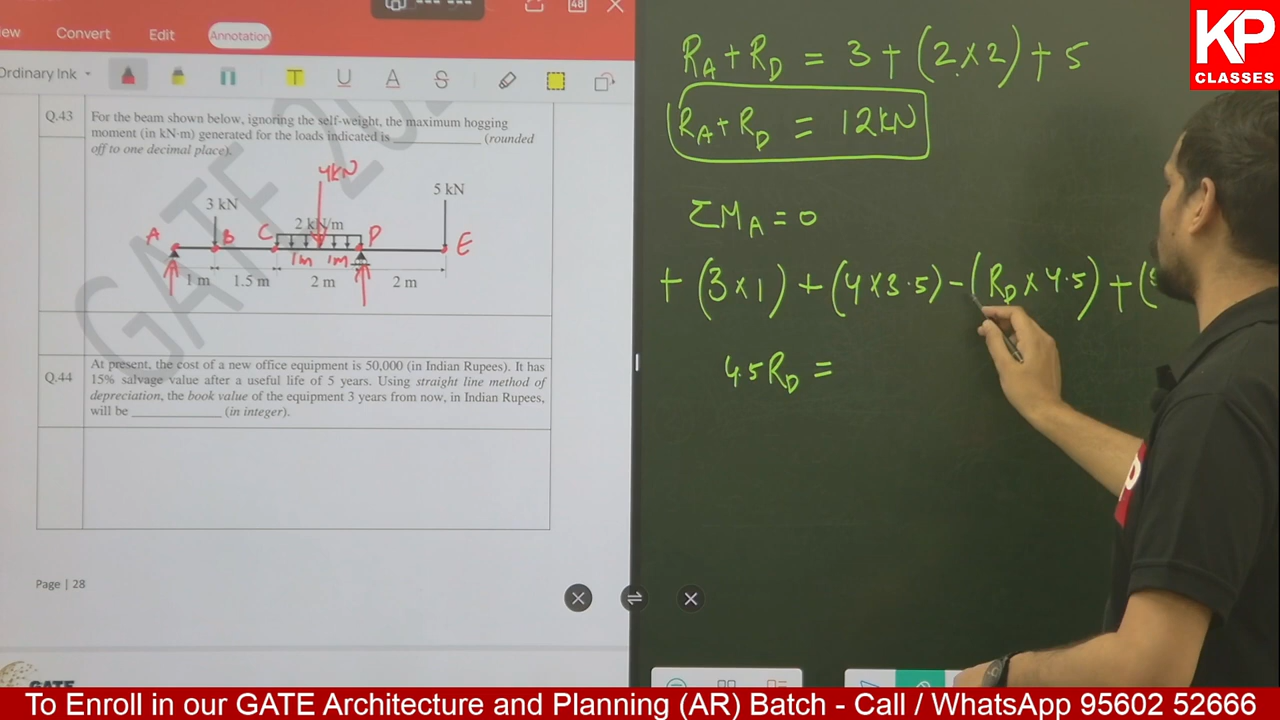 ew Convert Edit Annotation
48
Ordinary Ink
Q.43
For the beam shown below, ignoring the self-weight, the maximum hogging
moment (in kN-m) generated for the loads indicated is ____________ (rounded
off to one decimal place).
4kN
5 kN
3 kN
2 kN/m
A B C P E
1m 1m
1 m 1.5 m 2 m 2 m
Q.44
At present, the cost of a new office equipment is 50,000 (in Indian Rupees). It has
15% salvage value after a useful life of 5 years. Using straight line method of
depreciation, the book value of the equipment 3 years from now, in Indian Rupees,
will be ____________ (in integer).
Page | 28
GATE
RA+RD = 3+(2×2)+5
RA+RD = 12kN
ΣMA=0
+(3×1)+(4×3.5)-(RD×4.5)+(
4.5RD =
KP
CLASSES
To Enroll in our GATE Architecture and Planning (AR) Batch - Call / WhatsApp 95602 52666